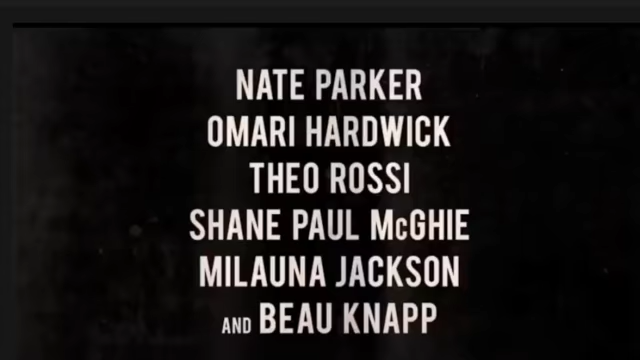 NATE PARKER
OMARI HARDWICK
THEO ROSSI
SHANE PAUL McGHIE
MILAUNA JACKSON
AND BEAU KNAPP